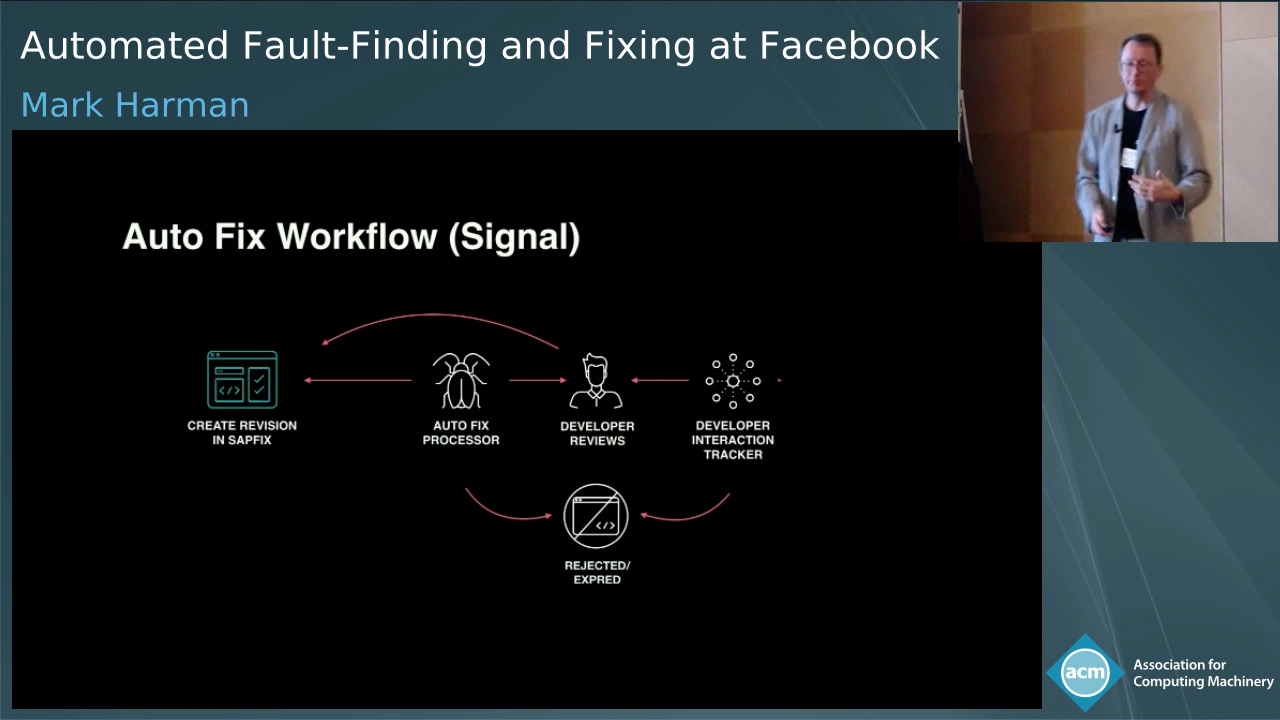 Automated Fault-Finding and Fixing at Facebook
Mark Harman
Auto Fix Workflow (Signal)
CREATE REVISION
IN SAPFIX
AUTO FIX
PROCESSOR
DEVELOPER
REVIEWS
DEVELOPER
INTERACTION
TRACKER
REJECTED/
EXPRED
acm
Association for
Computing Machinery